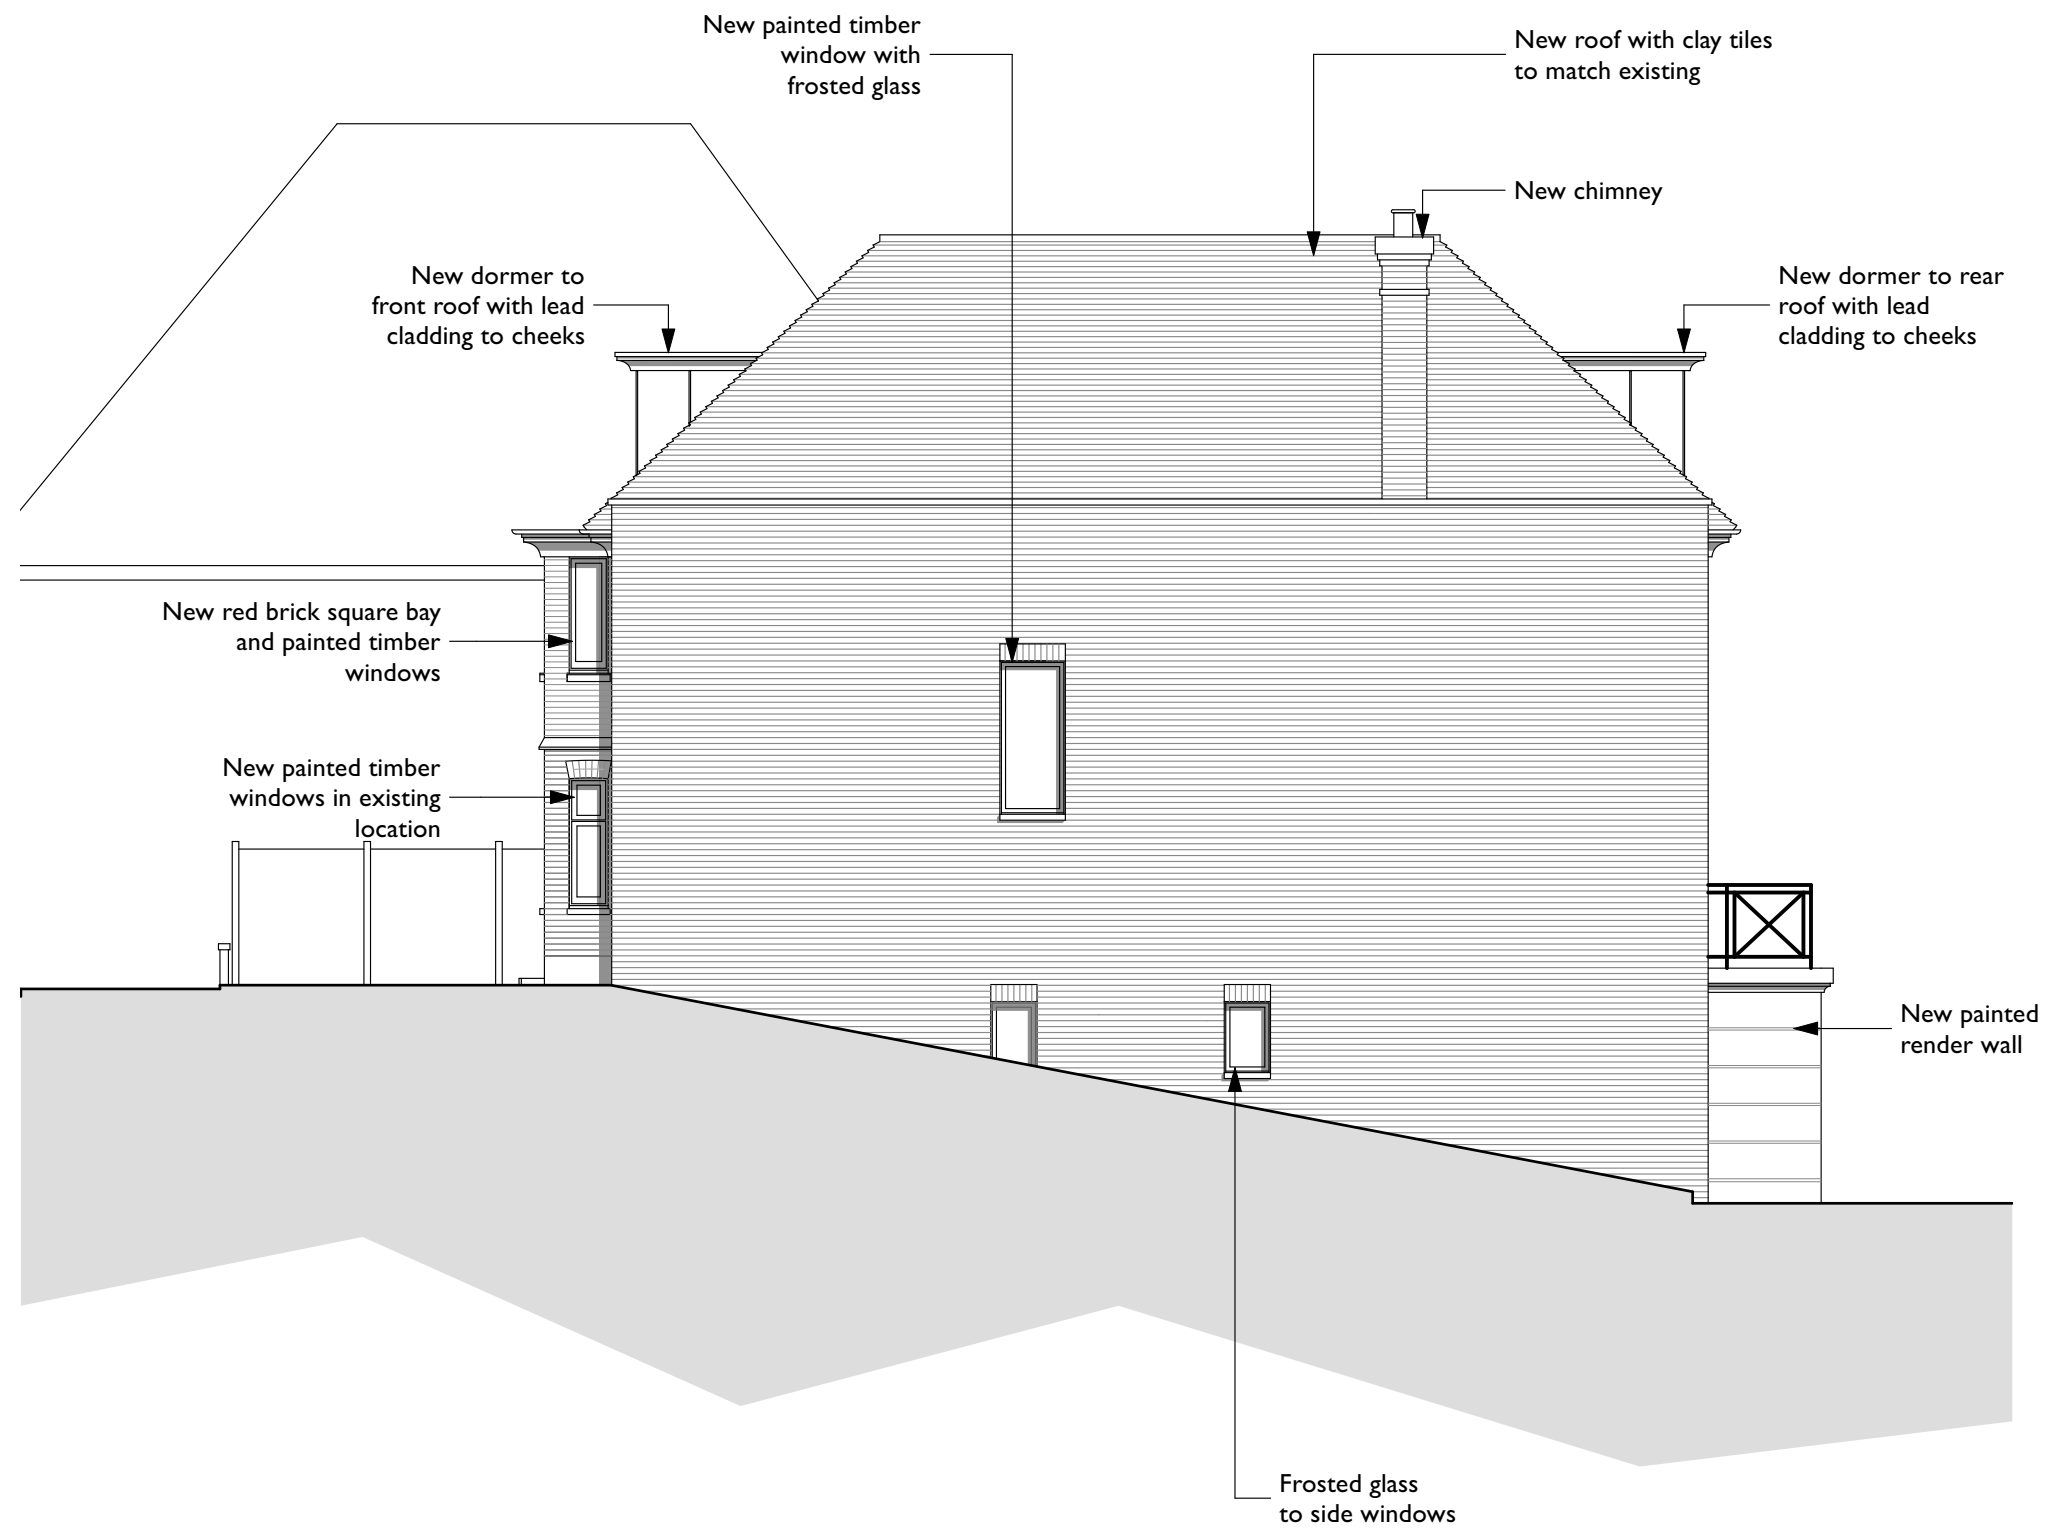 New painted timber
window with
frosted glass
New roof with clay tiles
to match existing
New chimney
New dormer to
front roof with lead
cladding to cheeks
New dormer to rear
roof with lead
cladding to cheeks
New red brick square bay
and painted timber
windows
New painted timber
windows in existing
location
New painted
render wall
Frosted glass
to side windows